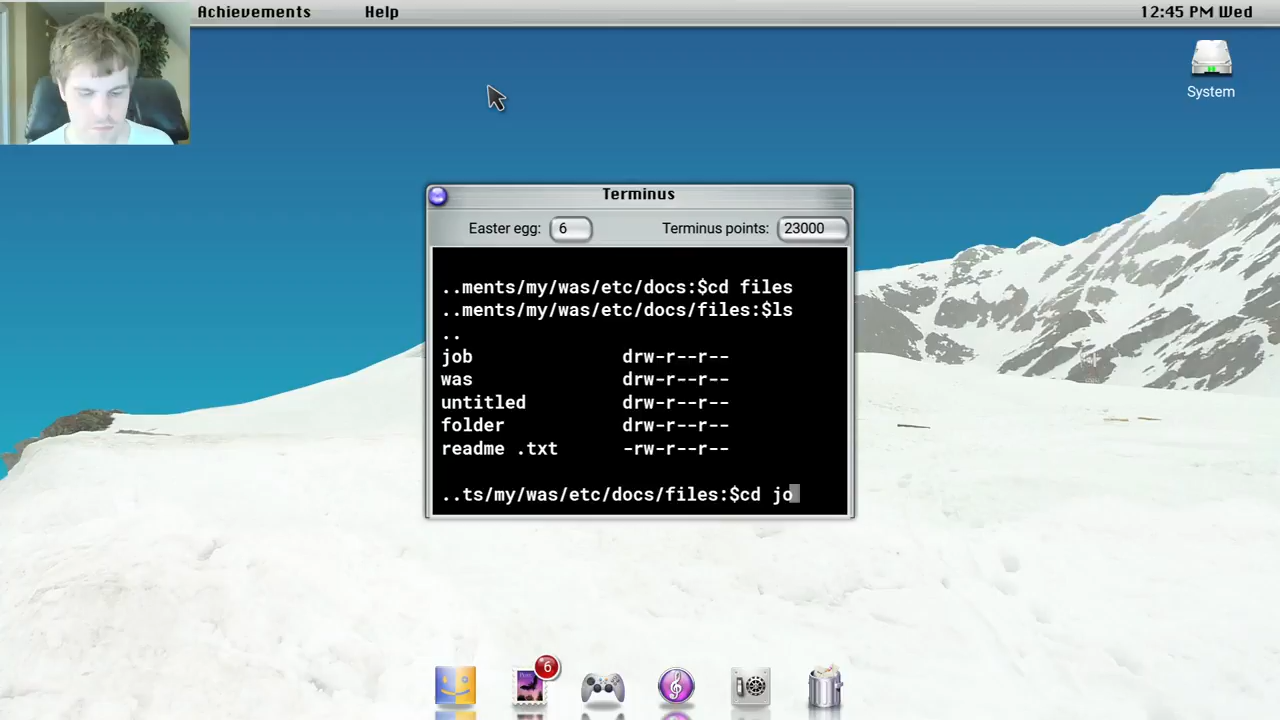 Achievements Help 12:45 PM Wed
System
Terminus
Easter egg: 6 Terminus points: 23000
..ments/my/was/etc/docs:$cd files
..ments/my/was/etc/docs/files:$ls
..
job drw-r--r--
was drw-r--r--
untitled drw-r--r--
folder drw-r--r--
readme .txt -rw-r--r--
..ts/my/was/etc/docs/files:$cd jo
6